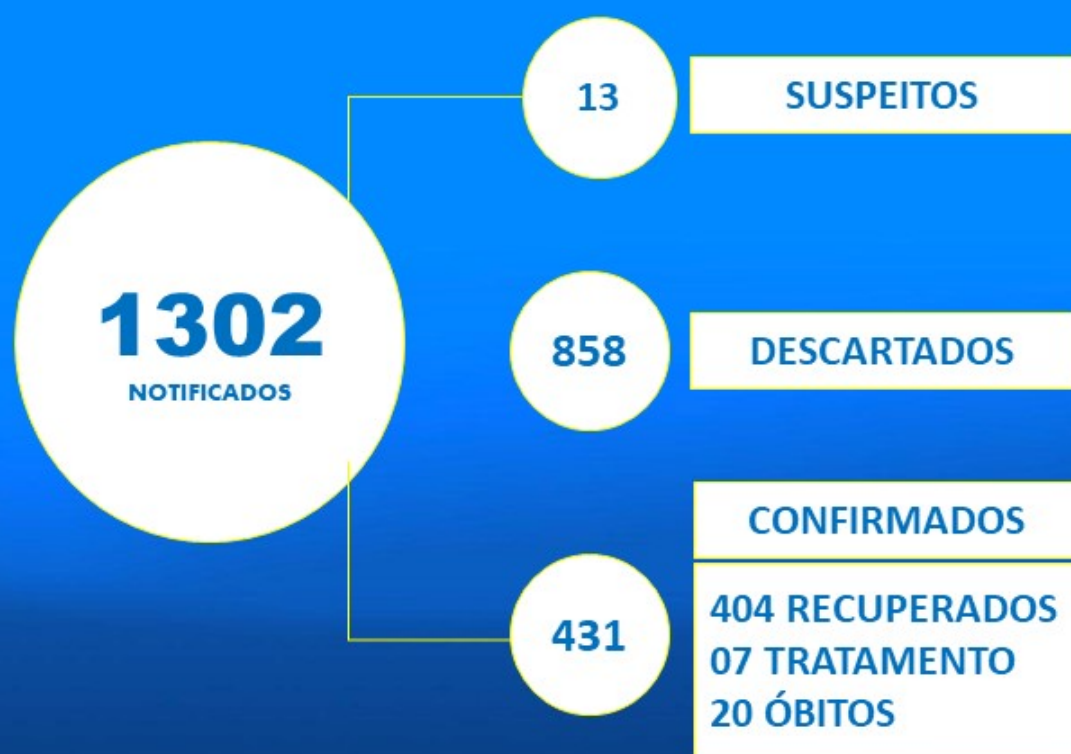 1302
NOTIFICADOS
13
SUSPEITOS
858
DESCARTADOS
431
CONFIRMADOS
404 RECUPERADOS
07 TRATAMENTO
20 ÓBITOS